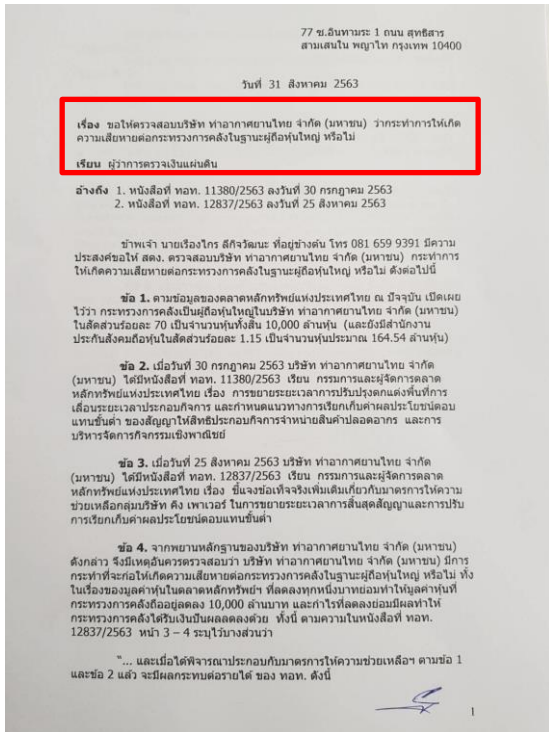 77 ซ.อินทามระ 1 ถนน สุทธิสาร
สามเสนใน พญาไท กรุงเทพ 10400
วันที่ 31 สิงหาคม 2563
เรื่อง ขอให้ตรวจสอบบริษัท ท่าอากาศยานไทย จำกัด (มหาชน) ว่ากระทำการให้เกิด
ความเสียหายต่อกระทรวงการคลังในฐานะผู้ถือหุ้นใหญ่ หรือไม่
เรียน ผู้ว่าการตรวจเงินแผ่นดิน
อ้างถึง 1. หนังสือที่ ทอท. 11380/2563 ลงวันที่ 30 กรกฎาคม 2563
2. หนังสือที่ ทอท. 12837/2563 ลงวันที่ 25 สิงหาคม 2563
ข้าพเจ้า นายเรืองไกร ลีกิจวัฒนะ ที่อยู่ข้างต้น โทร 081 659 9391 มีความ
ประสงค์ขอให้ สตง. ตรวจสอบบริษัท ท่าอากาศยานไทย จำกัด (มหาชน) กระทำการ
ให้เกิดความเสียหายต่อกระทรวงการคลังในฐานะผู้ถือหุ้นใหญ่ หรือไม่ ดังต่อไปนี้
ข้อ 1. ตามข้อมูลของตลาดหลักทรัพย์แห่งประเทศไทย ณ ปัจจุบัน เปิดเผย
ไว้ว่า กระทรวงการคลังเป็นผู้ถือหุ้นใหญ่ในบริษัท ท่าอากาศยานไทย จำกัด (มหาชน)
ในสัดส่วนร้อยละ 70 เป็นจำนวนหุ้นทั้งสิ้น 10,000 ล้านหุ้น (และยังมีสำนักงาน
ประกันสังคมถือหุ้นในสัดส่วนร้อยละ 1.15 เป็นจำนวนหุ้นประมาณ 164.54 ล้านหุ้น)
ข้อ 2. เมื่อวันที่ 30 กรกฎาคม 2563 บริษัท ท่าอากาศยานไทย จำกัด
(มหาชน) ได้มีหนังสือที่ ทอท. 11380/2563 เรียน กรรมการและผู้จัดการตลาด
หลักทรัพย์แห่งประเทศไทย เรื่อง การขยายระยะเวลาการปรับปรุงตกแต่งพื้นที่การ
เลื่อนระยะเวลาประกอบกิจการ และกำหนดแนวทางการเรียกเก็บค่าผลประโยชน์ตอบ
แทนขั้นต่ำ ของสัญญาให้สิทธิประกอบกิจการจำหน่ายสินค้าปลอดอากร และการ
บริหารจัดการกิจกรรมเชิงพาณิชย์
ข้อ 3. เมื่อวันที่ 25 สิงหาคม 2563 บริษัท ท่าอากาศยานไทย จำกัด
(มหาชน) ได้มีหนังสือที่ ทอท. 12837/2563 เรียน กรรมการและผู้จัดการตลาด
หลักทรัพย์แห่งประเทศไทย เรื่อง ชี้แจงข้อเท็จจริงเพิ่มเติมเกี่ยวกับมาตรการให้ความ
ช่วยเหลือกลุ่มบริษัท คิง เพาเวอร์ ในการขยายระยะเวลาการสิ้นสุดสัญญาและการปรับ
การเรียกเก็บค่าผลประโยชน์ตอบแทนขั้นต่ำ
ข้อ 4. จากพยานหลักฐานของบริษัท ท่าอากาศยานไทย จำกัด (มหาชน)
ดังกล่าว จึงมีเหตุอันควรตรวจสอบว่า บริษัท ท่าอากาศยานไทย จำกัด (มหาชน) มีการ
กระทำที่จะก่อให้เกิดความเสียหายต่อกระทรวงการคลังในฐานะผู้ถือหุ้นใหญ่ หรือไม่ ทั้ง
ในเรื่องของมูลค่าหุ้นในตลาดหลักทรัพย์ฯ ที่ลดลงทุกหนึ่งบาทย่อมทำให้มูลค่าหุ้นที่
กระทรวงการคลังถืออยู่ลดลง 10,000 ล้านบาท และกำไรที่ลดลงย่อมมีผลทำให้
กระทรวงการคลังได้รับเงินปันผลลดลงด้วย ทั้งนี้ ตามความในหนังสือที่ ทอท.
12837/2563 หน้า 3 – 4 ระบุไว้บางส่วนว่า
"... และเมื่อได้พิจารณาประกอบกับมาตรการให้ความช่วยเหลือฯ ตามข้อ 1
และข้อ 2 แล้ว จะมีผลกระทบต่อรายได้ ของ ทอท. ดังนี้
1